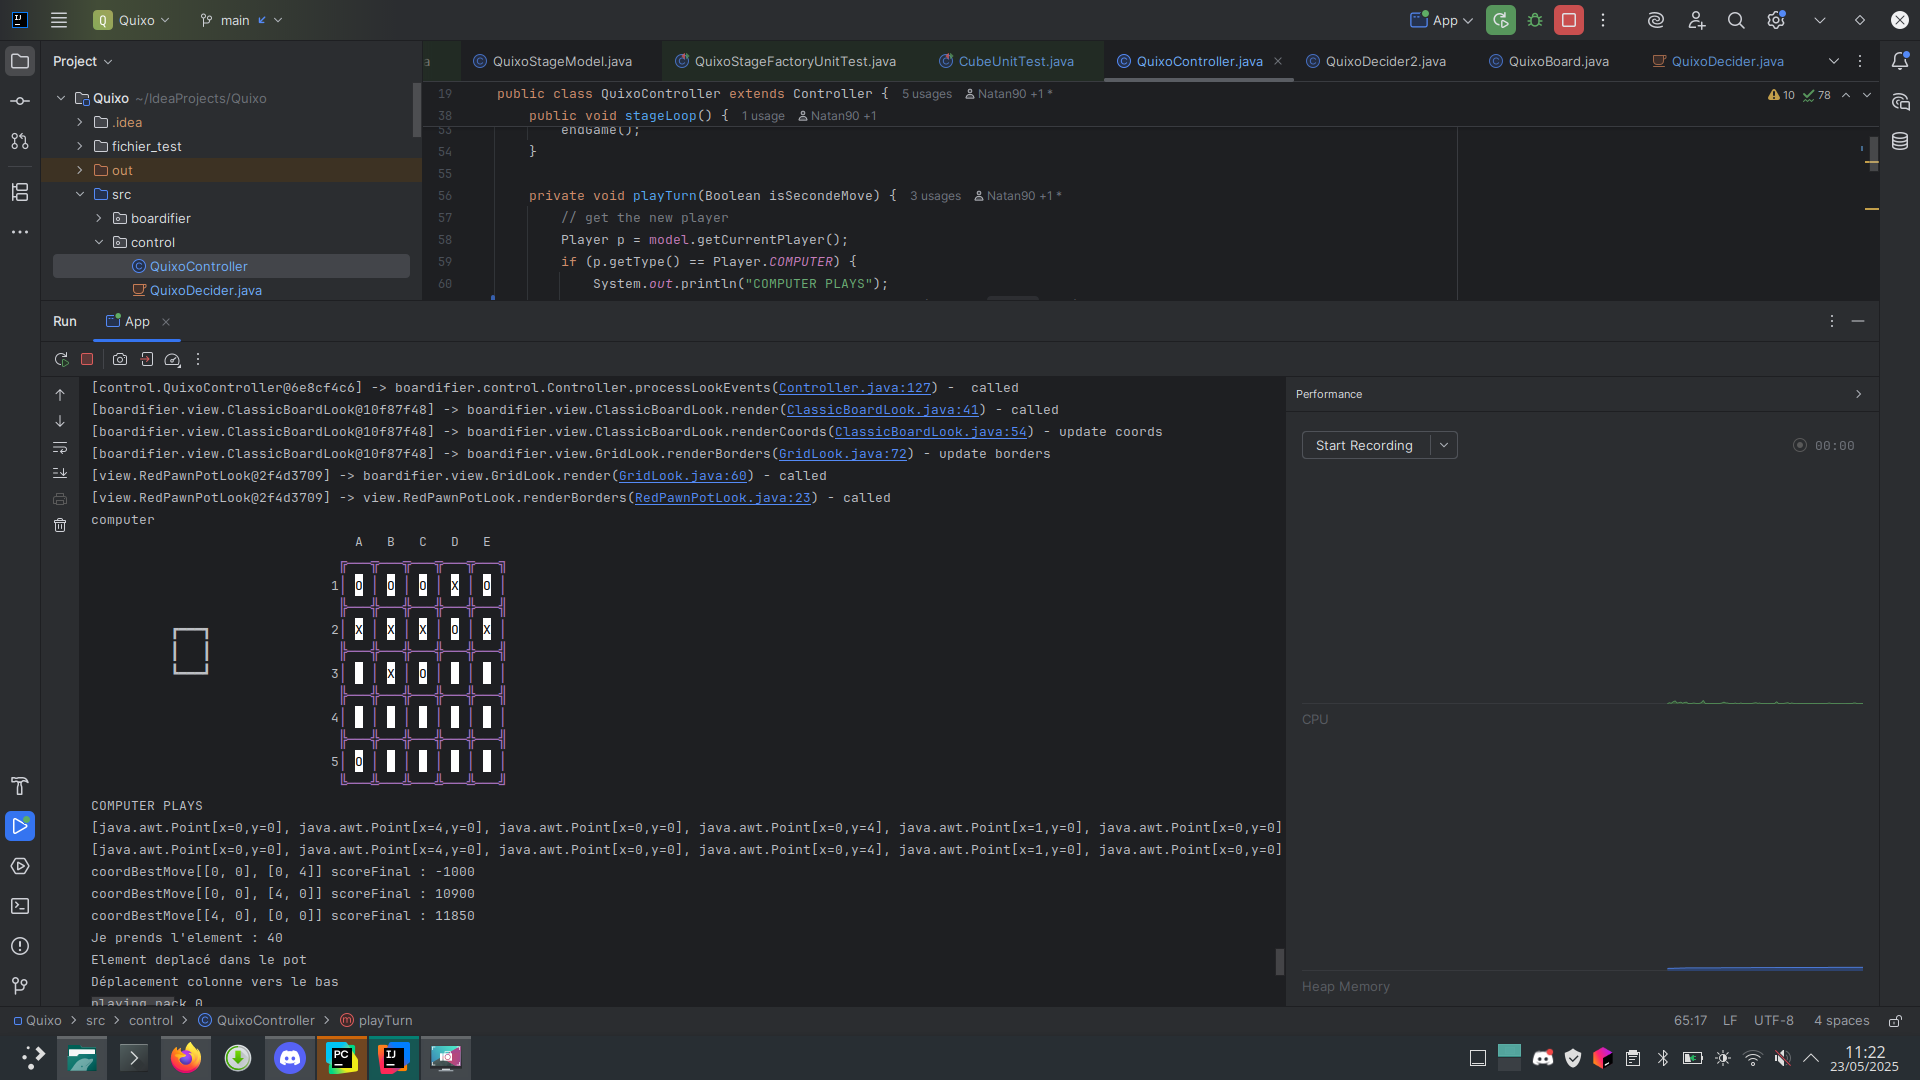 Quixo
main
App
Project
QuixoStageModel.java
QuixoStageFactoryUnitTest.java
CubeUnitTest.java
QuixoController.java
QuixoDecider2.java
QuixoBoard.java
QuixoDecider.java
Quixo ~/IdeaProjects/Quixo
.idea
fichier_test
out
src
boardifier
control
QuixoController
QuixoDecider.java
19 public class QuixoController extends Controller { 5 usages Natan90 +1 *
10 78
38 public void stageLoop() { 1 usage Natan90 +1
53 endGame();
54 }
55
56 private void playTurn(Boolean isSecondeMove) { 3 usages Natan90 +1 *
57 // get the new player
58 Player p = model.getCurrentPlayer();
59 if (p.getType() == Player.COMPUTER) {
60 System.out.println("COMPUTER PLAYS");
Run App
[control.QuixoController@6e8cf4c6] -> boardifier.control.Controller.processLookEvents(Controller.java:127) -  called
[boardifier.view.ClassicBoardLook@10f87f48] -> boardifier.view.ClassicBoardLook.render(ClassicBoardLook.java:41) - called
[boardifier.view.ClassicBoardLook@10f87f48] -> boardifier.view.ClassicBoardLook.renderCoords(ClassicBoardLook.java:54) - update coords
[boardifier.view.ClassicBoardLook@10f87f48] -> boardifier.view.GridLook.renderBorders(GridLook.java:72) - update borders
[view.RedPawnPotLook@2f4d3709] -> boardifier.view.GridLook.render(GridLook.java:60) - called
[view.RedPawnPotLook@2f4d3709] -> view.RedPawnPotLook.renderBorders(RedPawnPotLook.java:23) - called
computer
A B C D E
1 O O O X O
2 X X X O X
3 X O
4
5 O
COMPUTER PLAYS
[java.awt.Point[x=0,y=0], java.awt.Point[x=4,y=0], java.awt.Point[x=0,y=0], java.awt.Point[x=0,y=4], java.awt.Point[x=1,y=0], java.awt.Point[x=0,y=0]
[java.awt.Point[x=0,y=0], java.awt.Point[x=4,y=0], java.awt.Point[x=0,y=0], java.awt.Point[x=0,y=4], java.awt.Point[x=1,y=0], java.awt.Point[x=0,y=0]
coordBestMove[[0, 0], [0, 4]] scoreFinal : -1000
coordBestMove[[0, 0], [4, 0]] scoreFinal : 10900
coordBestMove[[4, 0], [0, 0]] scoreFinal : 11850
Je prends l'element : 40
Element deplacé dans le pot
Déplacement colonne vers le bas
playing pack 0
Performance
Start Recording
00:00
CPU
Heap Memory
Quixo > src > control > QuixoController > playTurn
65:17 LF UTF-8 4 spaces
PC
IJ
11:22
23/05/2025